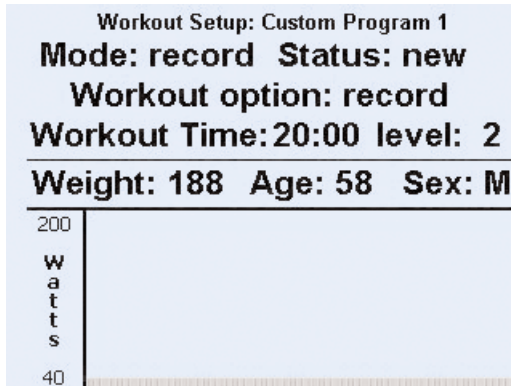 Workout Setup: Custom Program 1
Mode: record Status: new
Workout option: record
Workout Time: 20:00 level: 2
Weight: 188 Age: 58 Sex: M
200
Watts
40